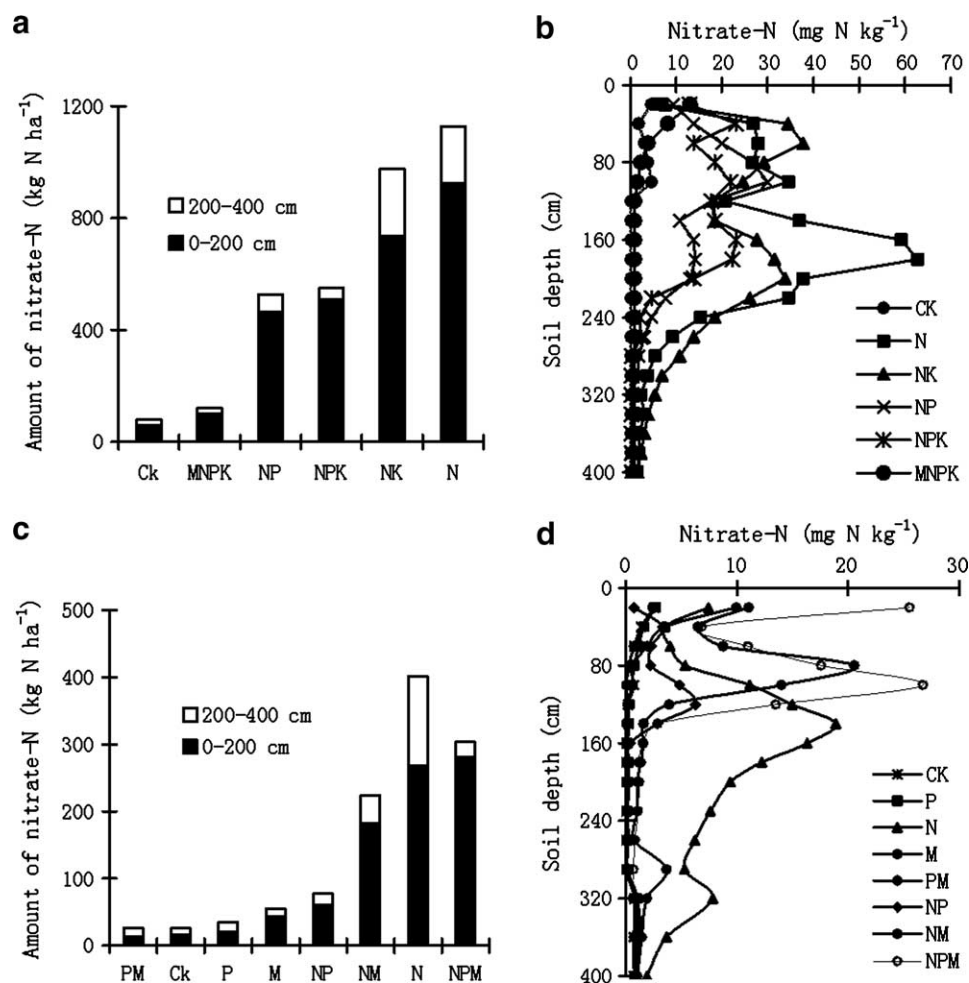 a
Amount of nitrate-N (kg N ha⁻¹)
1200
800
400
0
200-400 cm
0-200 cm
Ck MNPK NP NPK NK N
b
Nitrate-N (mg N kg⁻¹)
0 10 20 30 40 50 60 70
Soil depth (cm)
0
80
160
240
320
400
CK
N
NK
NP
NPK
MNPK
c
Amount of nitrate-N (kg N ha⁻¹)
500
400
300
200
100
0
200-400 cm
0-200 cm
PM Ck P M NP NM N NPM
d
Nitrate-N (mg N kg⁻¹)
0 10 20 30
Soil depth (cm)
0
80
160
240
320
400
CK
P
N
M
PM
NP
NM
NPM